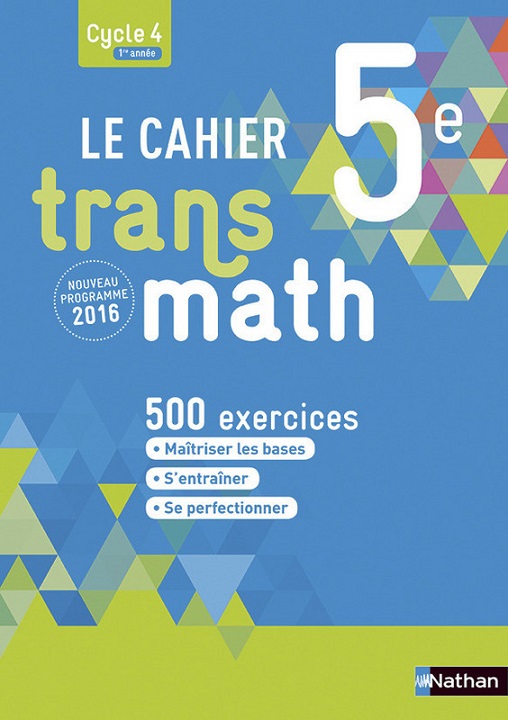 Cycle 4
1re année
5e
LE CAHIER
trans
math
NOUVEAU
PROGRAMME
2016
500 exercices
• Maîtriser les bases
• S'entraîner
• Se perfectionner
Nathan